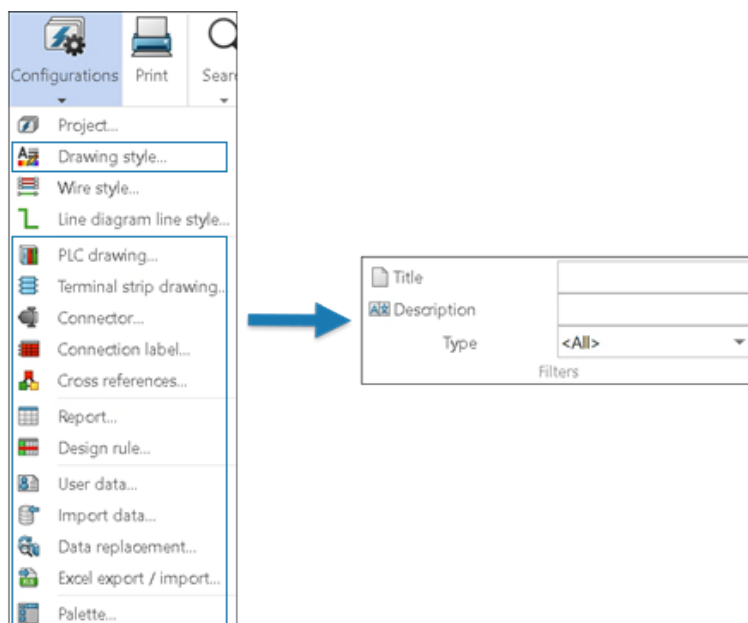 Configurations Print Sear
Project...
Drawing style...
Wire style...
Line diagram line style...
PLC drawing...
Terminal strip drawing..
Connector...
Connection label...
Cross references...
Report...
Design rule...
User data...
Import data...
Data replacement...
Excel export / import...
Palette...
Title
Description
Type <All>
Filters